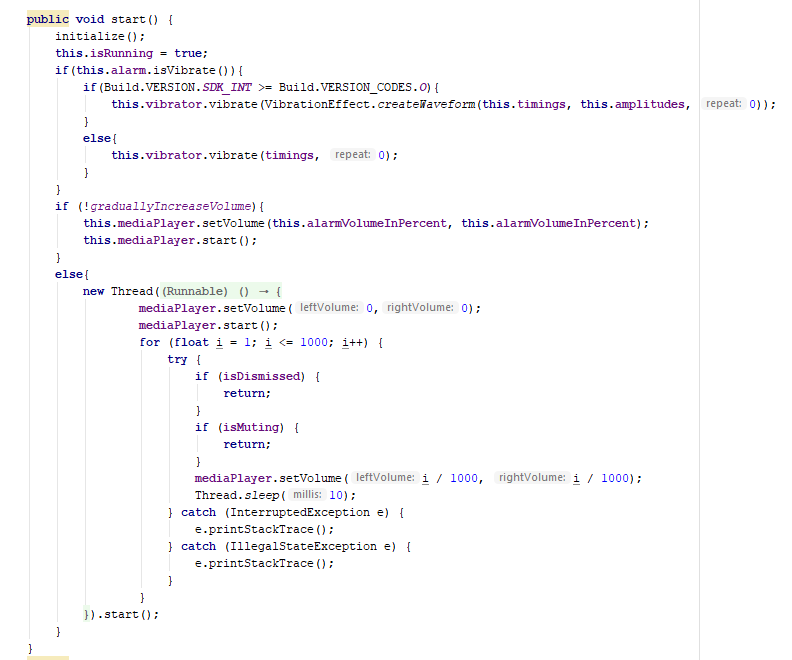 public void start() {
initialize();
this.isRunning = true;
if(this.alarm.isVibrate()){
if(Build.VERSION.SDK_INT >= Build.VERSION_CODES.O){
this.vibrator.vibrate(VibrationEffect.createWaveform(this.timings, this.amplitudes, repeat: 0));
}
else{
this.vibrator.vibrate(timings, repeat: 0);
}
}
if (!graduallyIncreaseVolume){
this.mediaPlayer.setVolume(this.alarmVolumeInPercent, this.alarmVolumeInPercent);
this.mediaPlayer.start();
}
else{
new Thread((Runnable) () → {
mediaPlayer.setVolume( leftVolume: 0, rightVolume: 0);
mediaPlayer.start();
for (float i = 1; i <= 1000; i++) {
try {
if (isDismissed) {
return;
}
if (isMuting) {
return;
}
mediaPlayer.setVolume( leftVolume: i / 1000, rightVolume: i / 1000);
Thread.sleep( millis: 10);
} catch (InterruptedException e) {
e.printStackTrace();
} catch (IllegalStateException e) {
e.printStackTrace();
}
}
}).start();
}
}